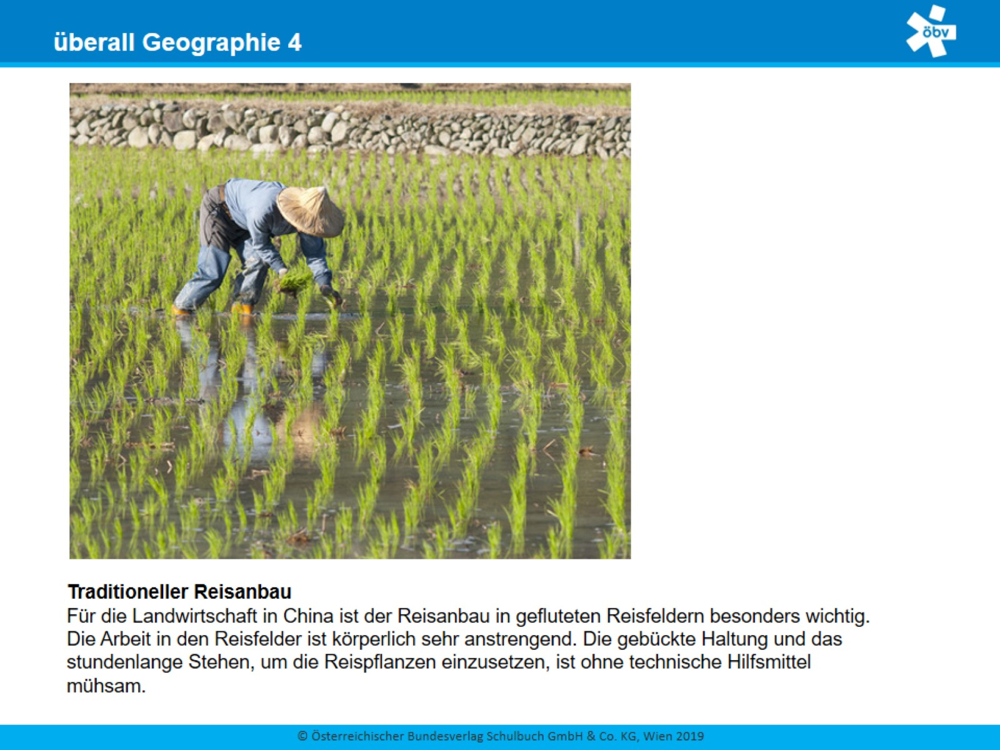 überall Geographie 4
öbv
Traditioneller Reisanbau
Für die Landwirtschaft in China ist der Reisanbau in gefluteten Reisfeldern besonders wichtig.
Die Arbeit in den Reisfelder ist körperlich sehr anstrengend. Die gebückte Haltung und das
stundenlange Stehen, um die Reispflanzen einzusetzen, ist ohne technische Hilfsmittel
mühsam.
© Österreichischer Bundesverlag Schulbuch GmbH & Co. KG, Wien 2019